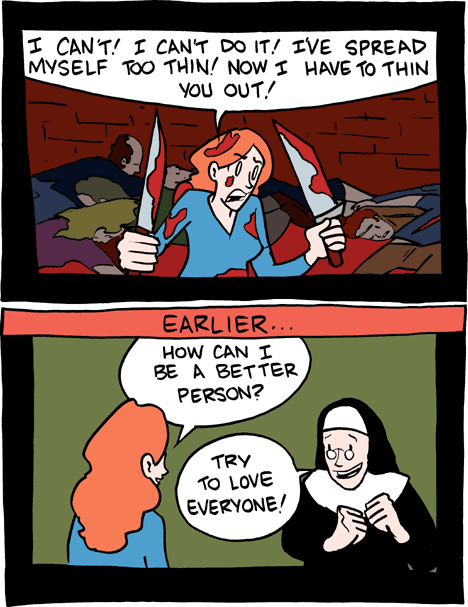 I CAN'T! I CAN'T DO IT! I'VE SPREAD
MYSELF TOO THIN! NOW I HAVE TO THIN
YOU OUT!
EARLIER...
HOW CAN I
BE A BETTER
PERSON?
TRY
TO LOVE
EVERYONE!